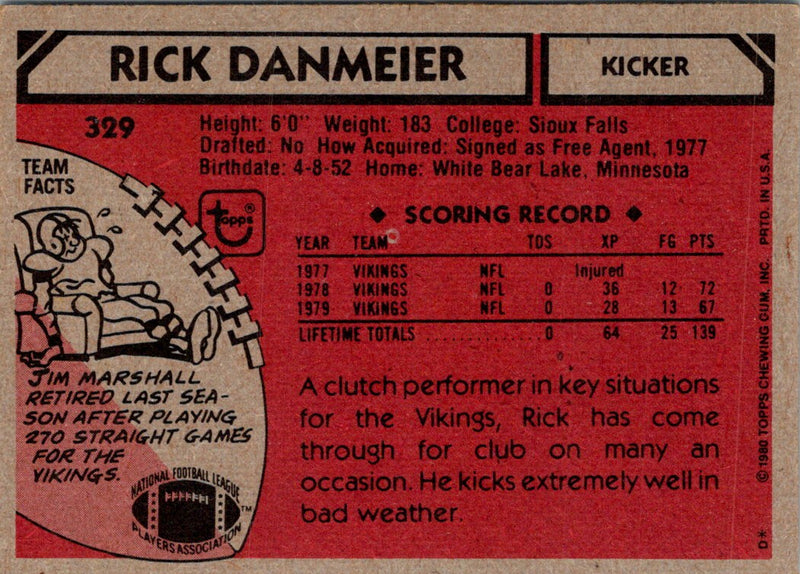 RICK DANMEIER
KICKER
329
Height: 6'0" Weight: 183 College: Sioux Falls
Drafted: No How Acquired: Signed as Free Agent, 1977
Birthdate: 4-8-52 Home: White Bear Lake, Minnesota
TEAM
FACTS
topps ®
◆ SCORING RECORD ◆
YEAR TEAM TDS XP FG PTS
1977 VIKINGS NFL Injured
1978 VIKINGS NFL 0 36 12 72
1979 VIKINGS NFL 0 28 13 67
LIFETIME TOTALS 0 64 25 139
JIM MARSHALL
RETIRED LAST SEA-
SON AFTER PLAYING
270 STRAIGHT GAMES
FOR THE
VIKINGS.
A clutch performer in key situations
for the Vikings, Rick has come
through for club on many an
occasion. He kicks extremely well in
bad weather.
NATIONAL FOOTBALL LEAGUE
PLAYERS ASSOCIATION
TM
D* © 1980 TOPPS CHEWING GUM, INC. PRTD. IN U.S.A.